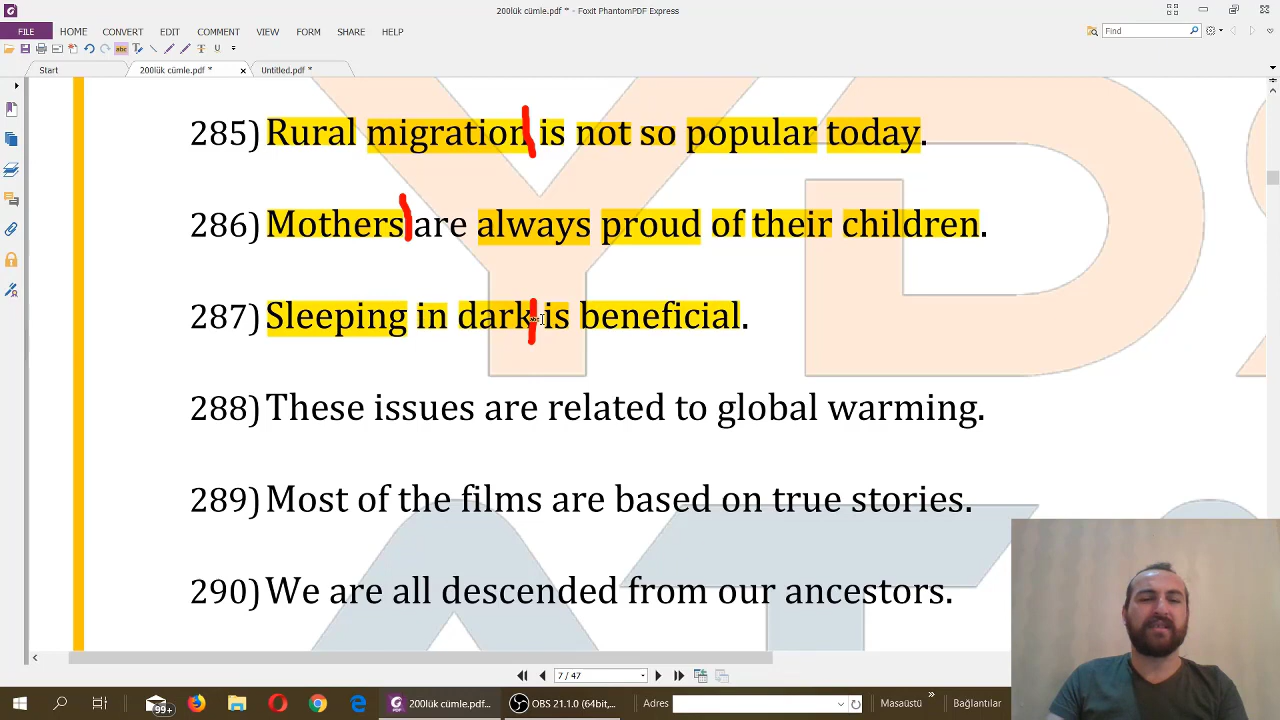 200lük cümle.pdf * - Foxit PhantomPDF Express
FILE HOME CONVERT EDIT COMMENT VIEW FORM SHARE HELP
Find
Start 200lük cümle.pdf * Untitled.pdf *
285) Rural migration is not so popular today.
286) Mothers are always proud of their children.
287) Sleeping in dark is beneficial.
288) These issues are related to global warming.
289) Most of the films are based on true stories.
290) We are all descended from our ancestors.
7 / 47
99+ 200lük cümle.pdf... OBS 21.1.0 (64bit,... Adres Masaüstü Bağlantılar